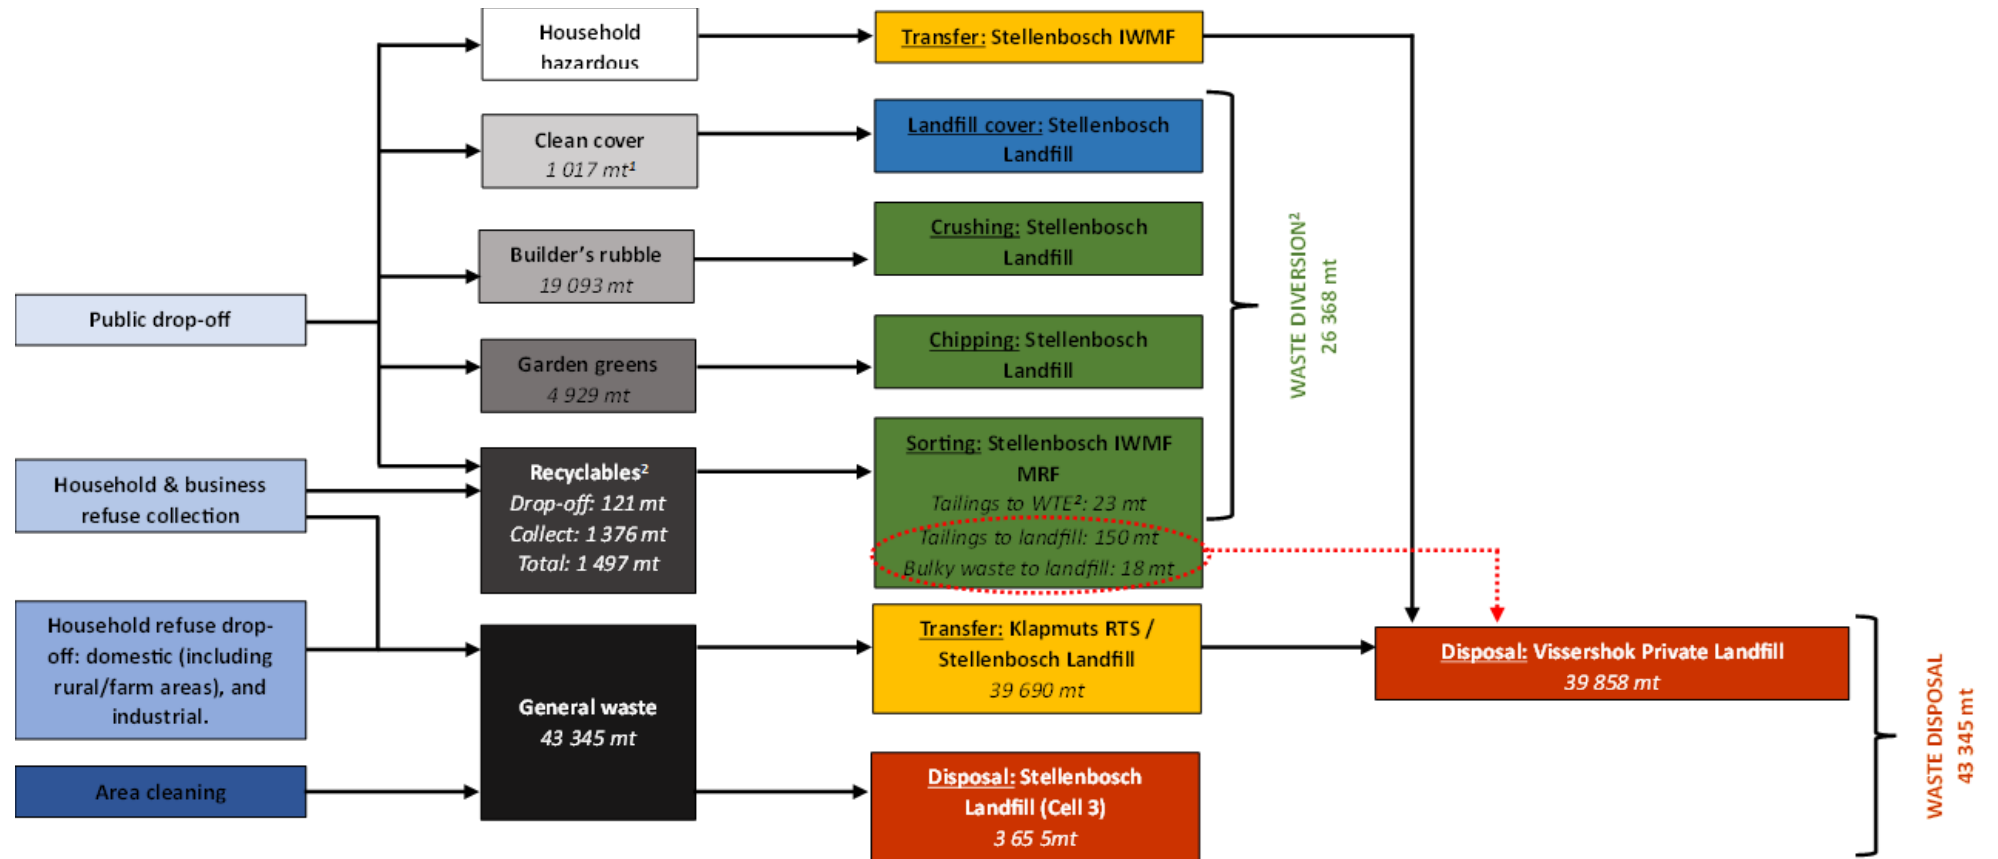 Household
hazardous
Transfer: Stellenbosch IWMF
Clean cover
1 017 mt¹
Landfill cover: Stellenbosch
Landfill
Builder's rubble
19 093 mt
Crushing: Stellenbosch
Landfill
Public drop-off
Garden greens
4 929 mt
Chipping: Stellenbosch
Landfill
WASTE DIVERSION²
26 368 mt
Household & business
refuse collection
Recyclables²
Drop-off: 121 mt
Collect: 1 376 mt
Total: 1 497 mt
Sorting: Stellenbosch IWMF
MRF
Tailings to WTE²: 23 mt
Tailings to landfill: 150 mt
Bulky waste to landfill: 18 mt
Household refuse drop-
off: domestic (including
rural/farm areas), and
industrial.
General waste
43 345 mt
Transfer: Klapmuts RTS /
Stellenbosch Landfill
39 690 mt
Disposal: Vissershok Private Landfill
39 858 mt
Area cleaning
Disposal: Stellenbosch
Landfill (Cell 3)
3 65 5mt
WASTE DISPOSAL
43 345 mt